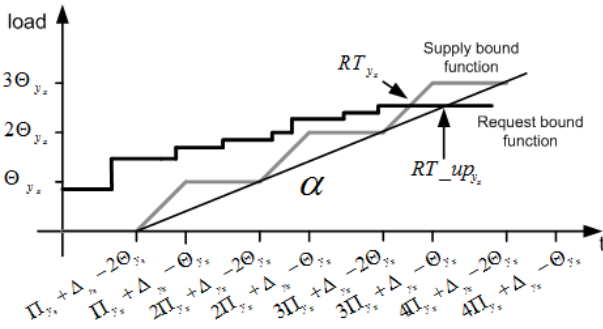 load
3Θ_{y_z}
2Θ_{y_z}
Θ_{y_z}
RT_{y_z}
Supply bound
function
Request bound
function
RT_up_{y_z}
α
t
Π_{y_s}+Δ_{y_s}−2Θ_{y_s}
Π_{y_s}+Δ_{y_s}−Θ_{y_s}
2Π_{y_s}+Δ_{y_s}−2Θ_{y_s}
2Π_{y_s}+Δ_{y_s}−Θ_{y_s}
3Π_{y_s}+Δ_{y_s}−2Θ_{y_s}
3Π_{y_s}+Δ_{y_s}−Θ_{y_s}
4Π_{y_s}+Δ_{y_s}−2Θ_{y_s}
4Π_{y_s}+Δ_{y_s}−Θ_{y_s}